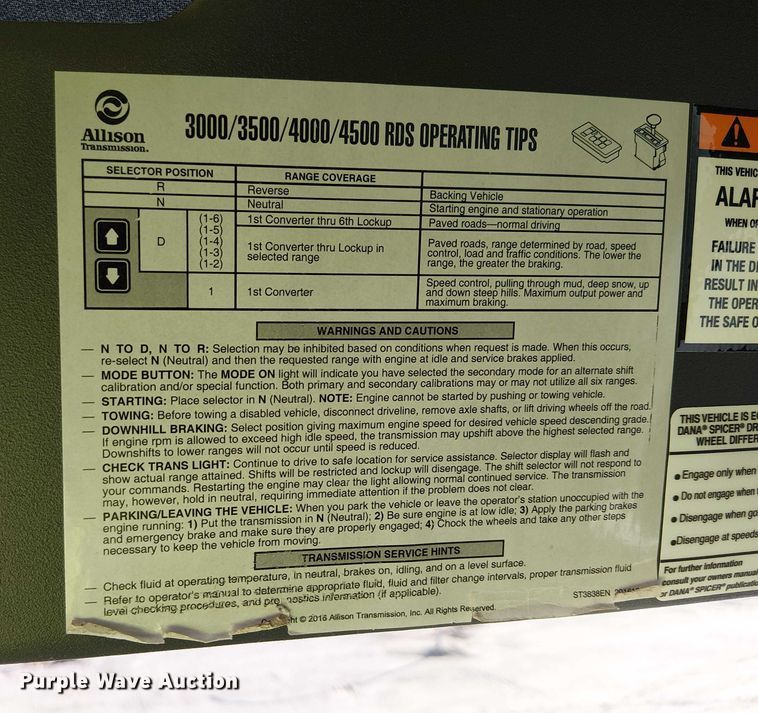 Allison
Transmission.
3000/3500/4000/4500 RDS OPERATING TIPS
SELECTOR POSITION
RANGE COVERAGE
R
Reverse
Backing Vehicle
N
Neutral
Starting engine and stationary operation
D
(1-6)
1st Converter thru 6th Lockup
Paved roads—normal driving
(1-5)
(1-4)
(1-3)
(1-2)
1st Converter thru Lockup in
selected range
Paved roads, range determined by road, speed
control, load and traffic conditions. The lower the
range, the greater the braking.
1
1st Converter
Speed control, pulling through mud, deep snow, up
and down steep hills. Maximum output power and
maximum braking.
WARNINGS AND CAUTIONS
— N TO D, N TO R: Selection may be inhibited based on conditions when request is made. When this occurs,
re-select N (Neutral) and then the requested range with engine at idle and service brakes applied.
— MODE BUTTON: The MODE ON light will indicate you have selected the secondary mode for an alternate shift
calibration and/or special function. Both primary and secondary calibrations may or may not utilize all six ranges.
— STARTING: Place selector in N (Neutral). NOTE: Engine cannot be started by pushing or towing vehicle.
— TOWING: Before towing a disabled vehicle, disconnect driveline, remove axle shafts, or lift driving wheels off the road.
— DOWNHILL BRAKING: Select position giving maximum engine speed for desired vehicle speed descending grade.
If engine rpm is allowed to exceed high idle speed, the transmission may upshift above the highest selected range.
Downshifts to lower ranges will not occur until speed is reduced.
— CHECK TRANS LIGHT: Continue to drive to safe location for service assistance. Selector display will flash and
show actual range attained. Shifts will be restricted and lockup will disengage. The shift selector will not respond to
your commands. Restarting the engine may clear the light allowing normal continued service. The transmission
may, however, hold in neutral, requiring immediate attention if the problem does not clear.
— PARKING/LEAVING THE VEHICLE: When you park the vehicle or leave the operator's station unoccupied with the
engine running: 1) Put the transmission in N (Neutral); 2) Be sure engine is at low idle; 3) Apply the parking brakes
and emergency brake and make sure they are properly engaged; 4) Chock the wheels and take any other steps
necessary to keep the vehicle from moving.
TRANSMISSION SERVICE HINTS
— Check fluid at operating temperature, in neutral, brakes on, idling, and on a level surface.
— Refer to operator's manual to determine appropriate fluid, fluid and filter change intervals, proper transmission fluid
level checking procedures, and information (if applicable).
ST3838EN
© 2016 Allison Transmission, Inc. All Rights Reserved.
THIS VEHIC
ALAR
WHEN OF
FAILURE
IN THE
RESULT IN
THE OPER
THE SAFE O
THIS VEHICLE IS E
DANA® SPICER® DR
WHEEL DIFFER
● Engage only when
● Do not engage when
● Disengage when go
● Disengage at speeds
For further information
consult your owners manual
or DANA® SPICER® publicatio
Purple Wave Auction